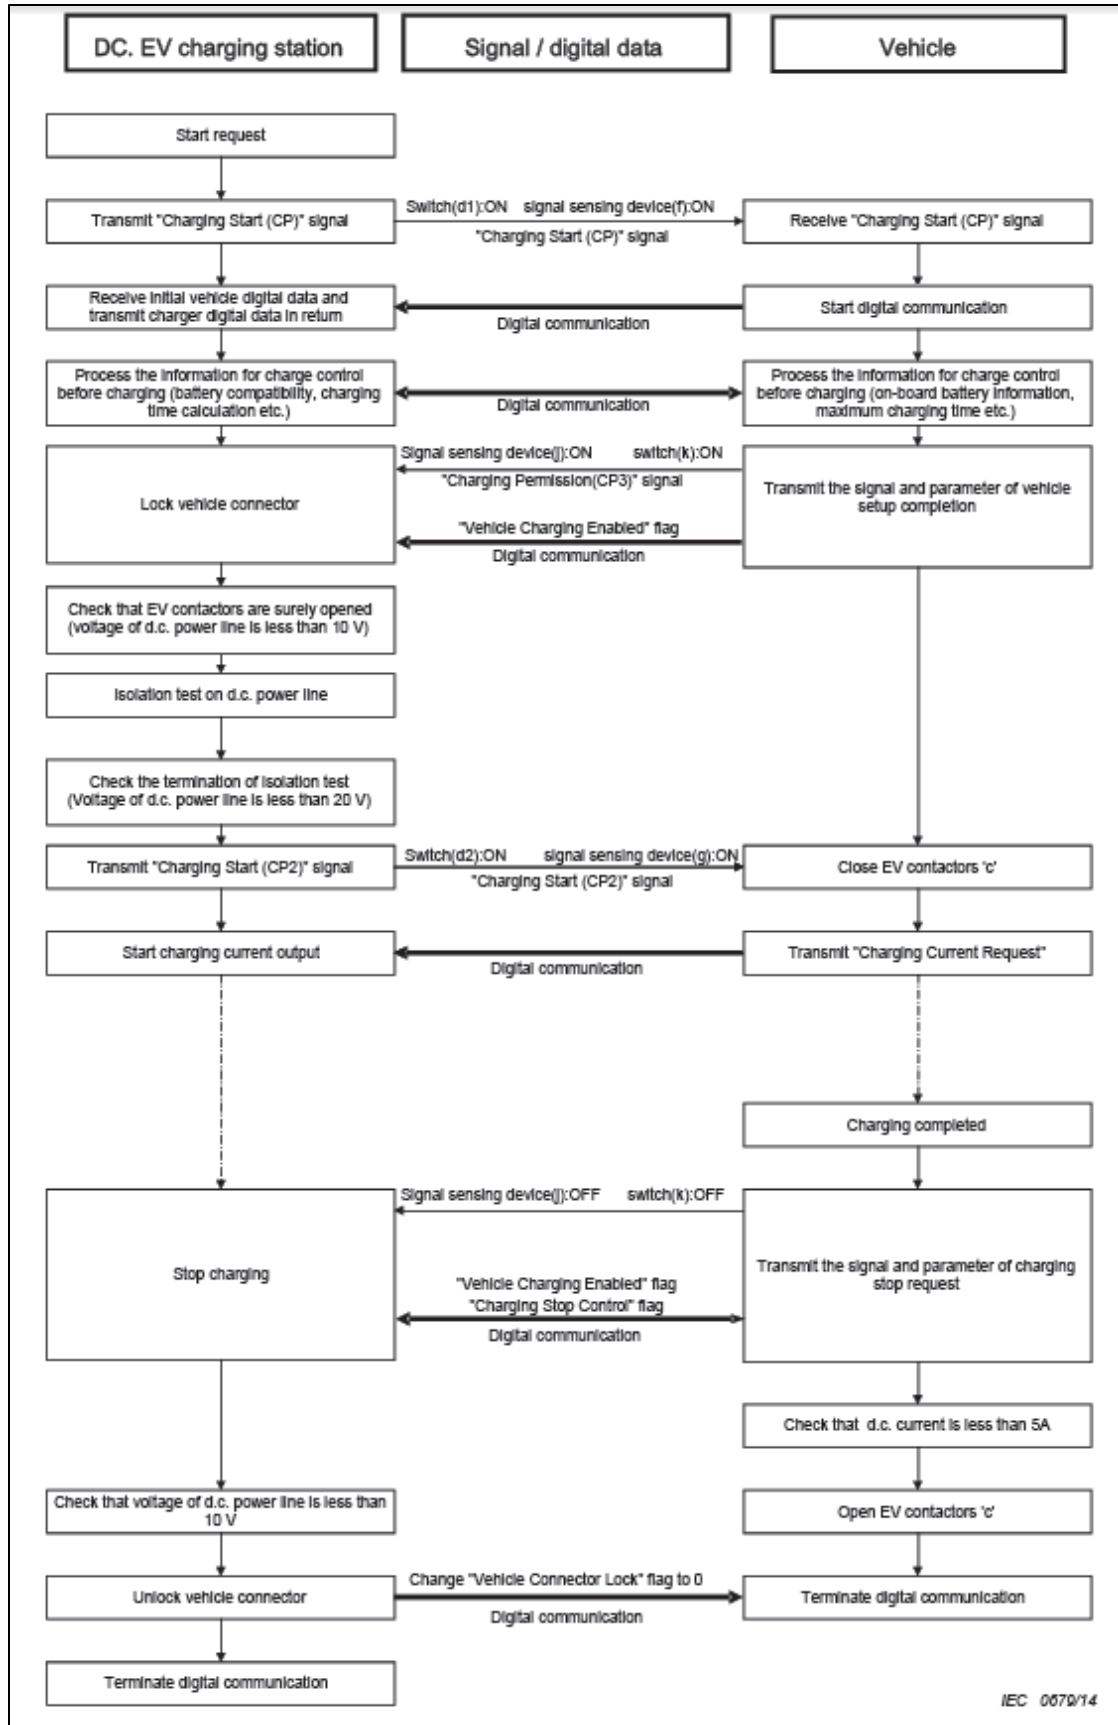 DC. EV charging station
Signal / digital data
Vehicle
Start request
Transmit "Charging Start (CP)" signal
Switch(d1):ON signal sensing device(f):ON
"Charging Start (CP)" signal
Receive "Charging Start (CP)" signal
Receive initial vehicle digital data and
transmit charger digital data in return
Digital communication
Start digital communication
Process the information for charge control
before charging (battery compatibility, charging
time calculation etc.)
Digital communication
Process the information for charge control
before charging (on-board battery information,
maximum charging time etc.)
Lock vehicle connector
Signal sensing device(j):ON switch(k):ON
"Charging Permission(CP3)" signal
"Vehicle Charging Enabled" flag
Digital communication
Transmit the signal and parameter of vehicle
setup completion
Check that EV contactors are surely opened
(voltage of d.c. power line is less than 10 V)
Isolation test on d.c. power line
Check the termination of isolation test
(Voltage of d.c. power line is less than 20 V)
Transmit "Charging Start (CP2)" signal
Switch(d2):ON signal sensing device(g):ON
"Charging Start (CP2)" signal
Close EV contactors 'c'
Start charging current output
Digital communication
Transmit "Charging Current Request"
Charging completed
Stop charging
Signal sensing device(j):OFF switch(k):OFF
"Vehicle Charging Enabled" flag
"Charging Stop Control" flag
Digital communication
Transmit the signal and parameter of charging
stop request
Check that d.c. current is less than 5A
Check that voltage of d.c. power line is less than
10 V
Open EV contactors 'c'
Unlock vehicle connector
Change "Vehicle Connector Lock" flag to 0
Digital communication
Terminate digital communication
Terminate digital communication
IEC 0679/14